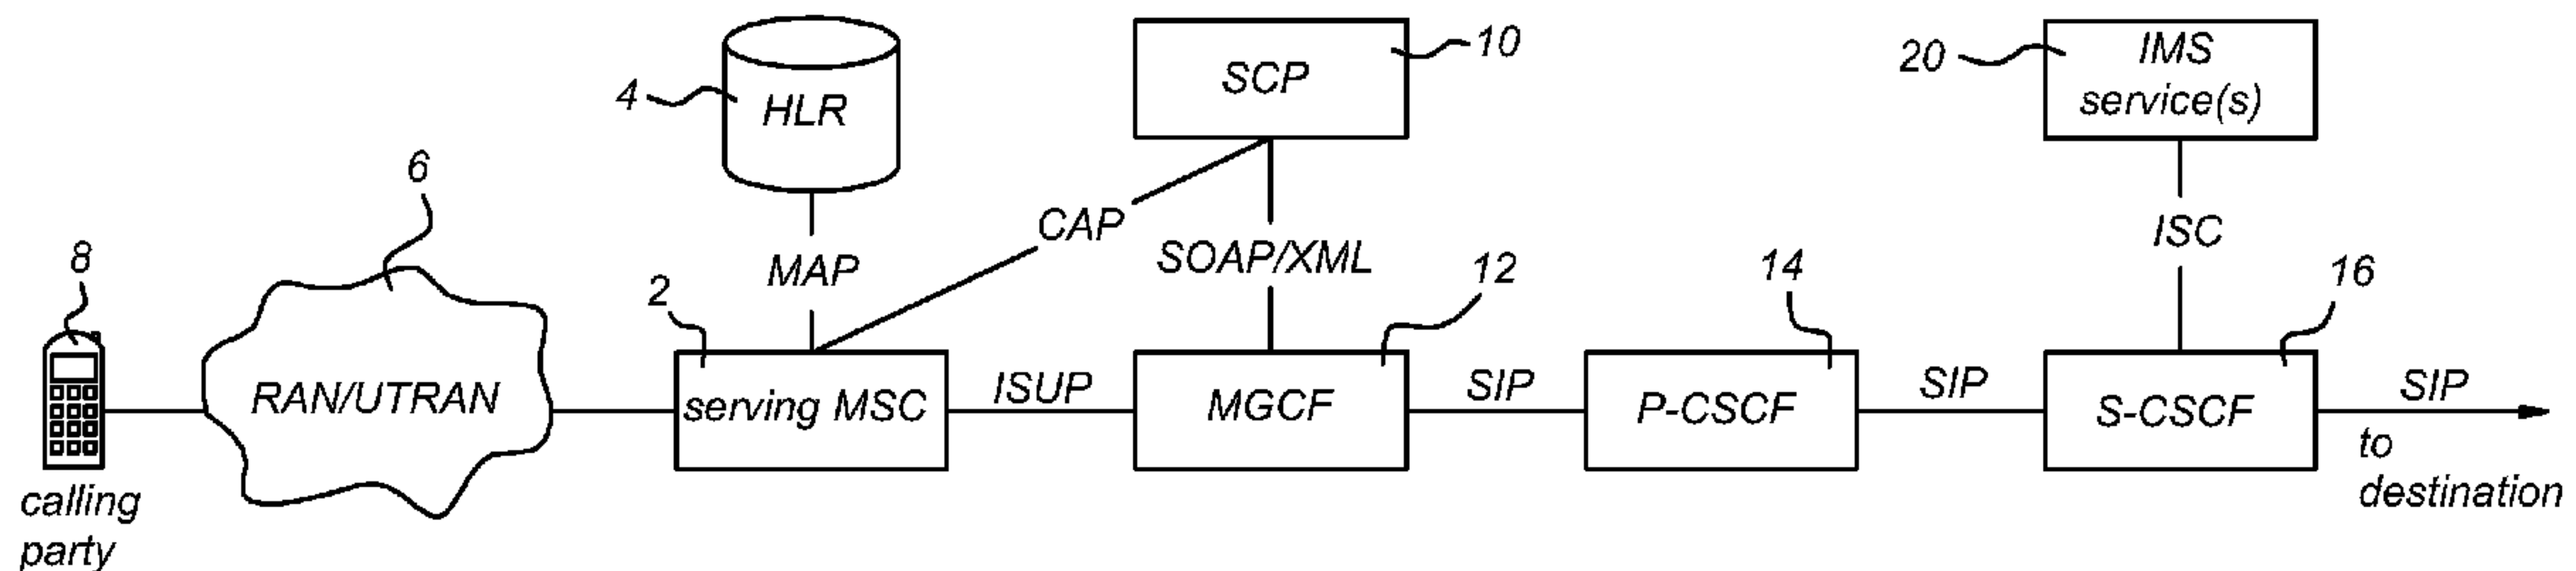 10
SCP
20
IMS
service(s)
4
HLR
6
CAP
ISC
8
MAP
SOAP/XML
14
16
2
12
RAN/UTRAN
serving MSC
ISUP
MGCF
SIP
P-CSCF
SIP
S-CSCF
SIP
to
destination
calling
party